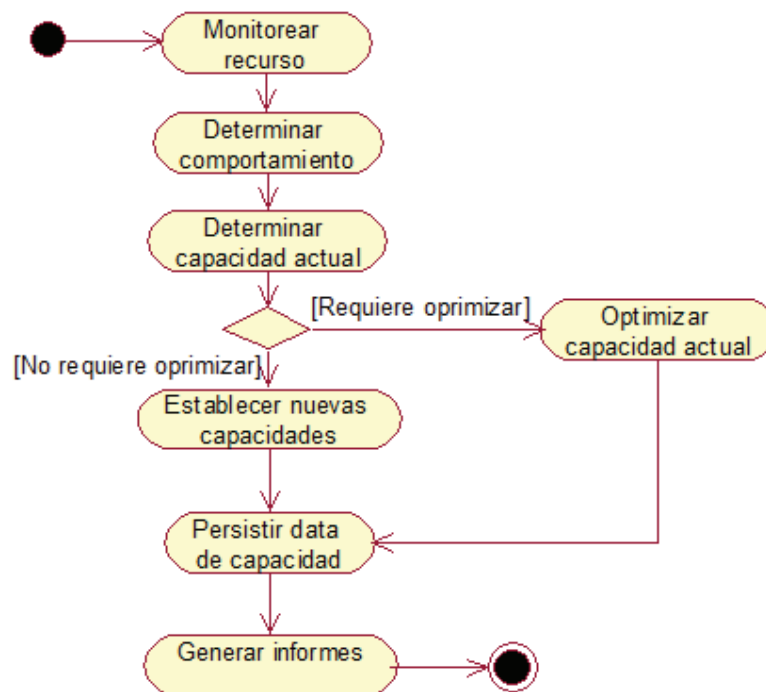 Monitorear
recurso
Determinar
comportamiento
Determinar
capacidad actual
[Requiere oprimizar]
Optimizar
capacidad actual
[No requiere oprimizar]
Establecer nuevas
capacidades
Persistir data
de capacidad
Generar informes